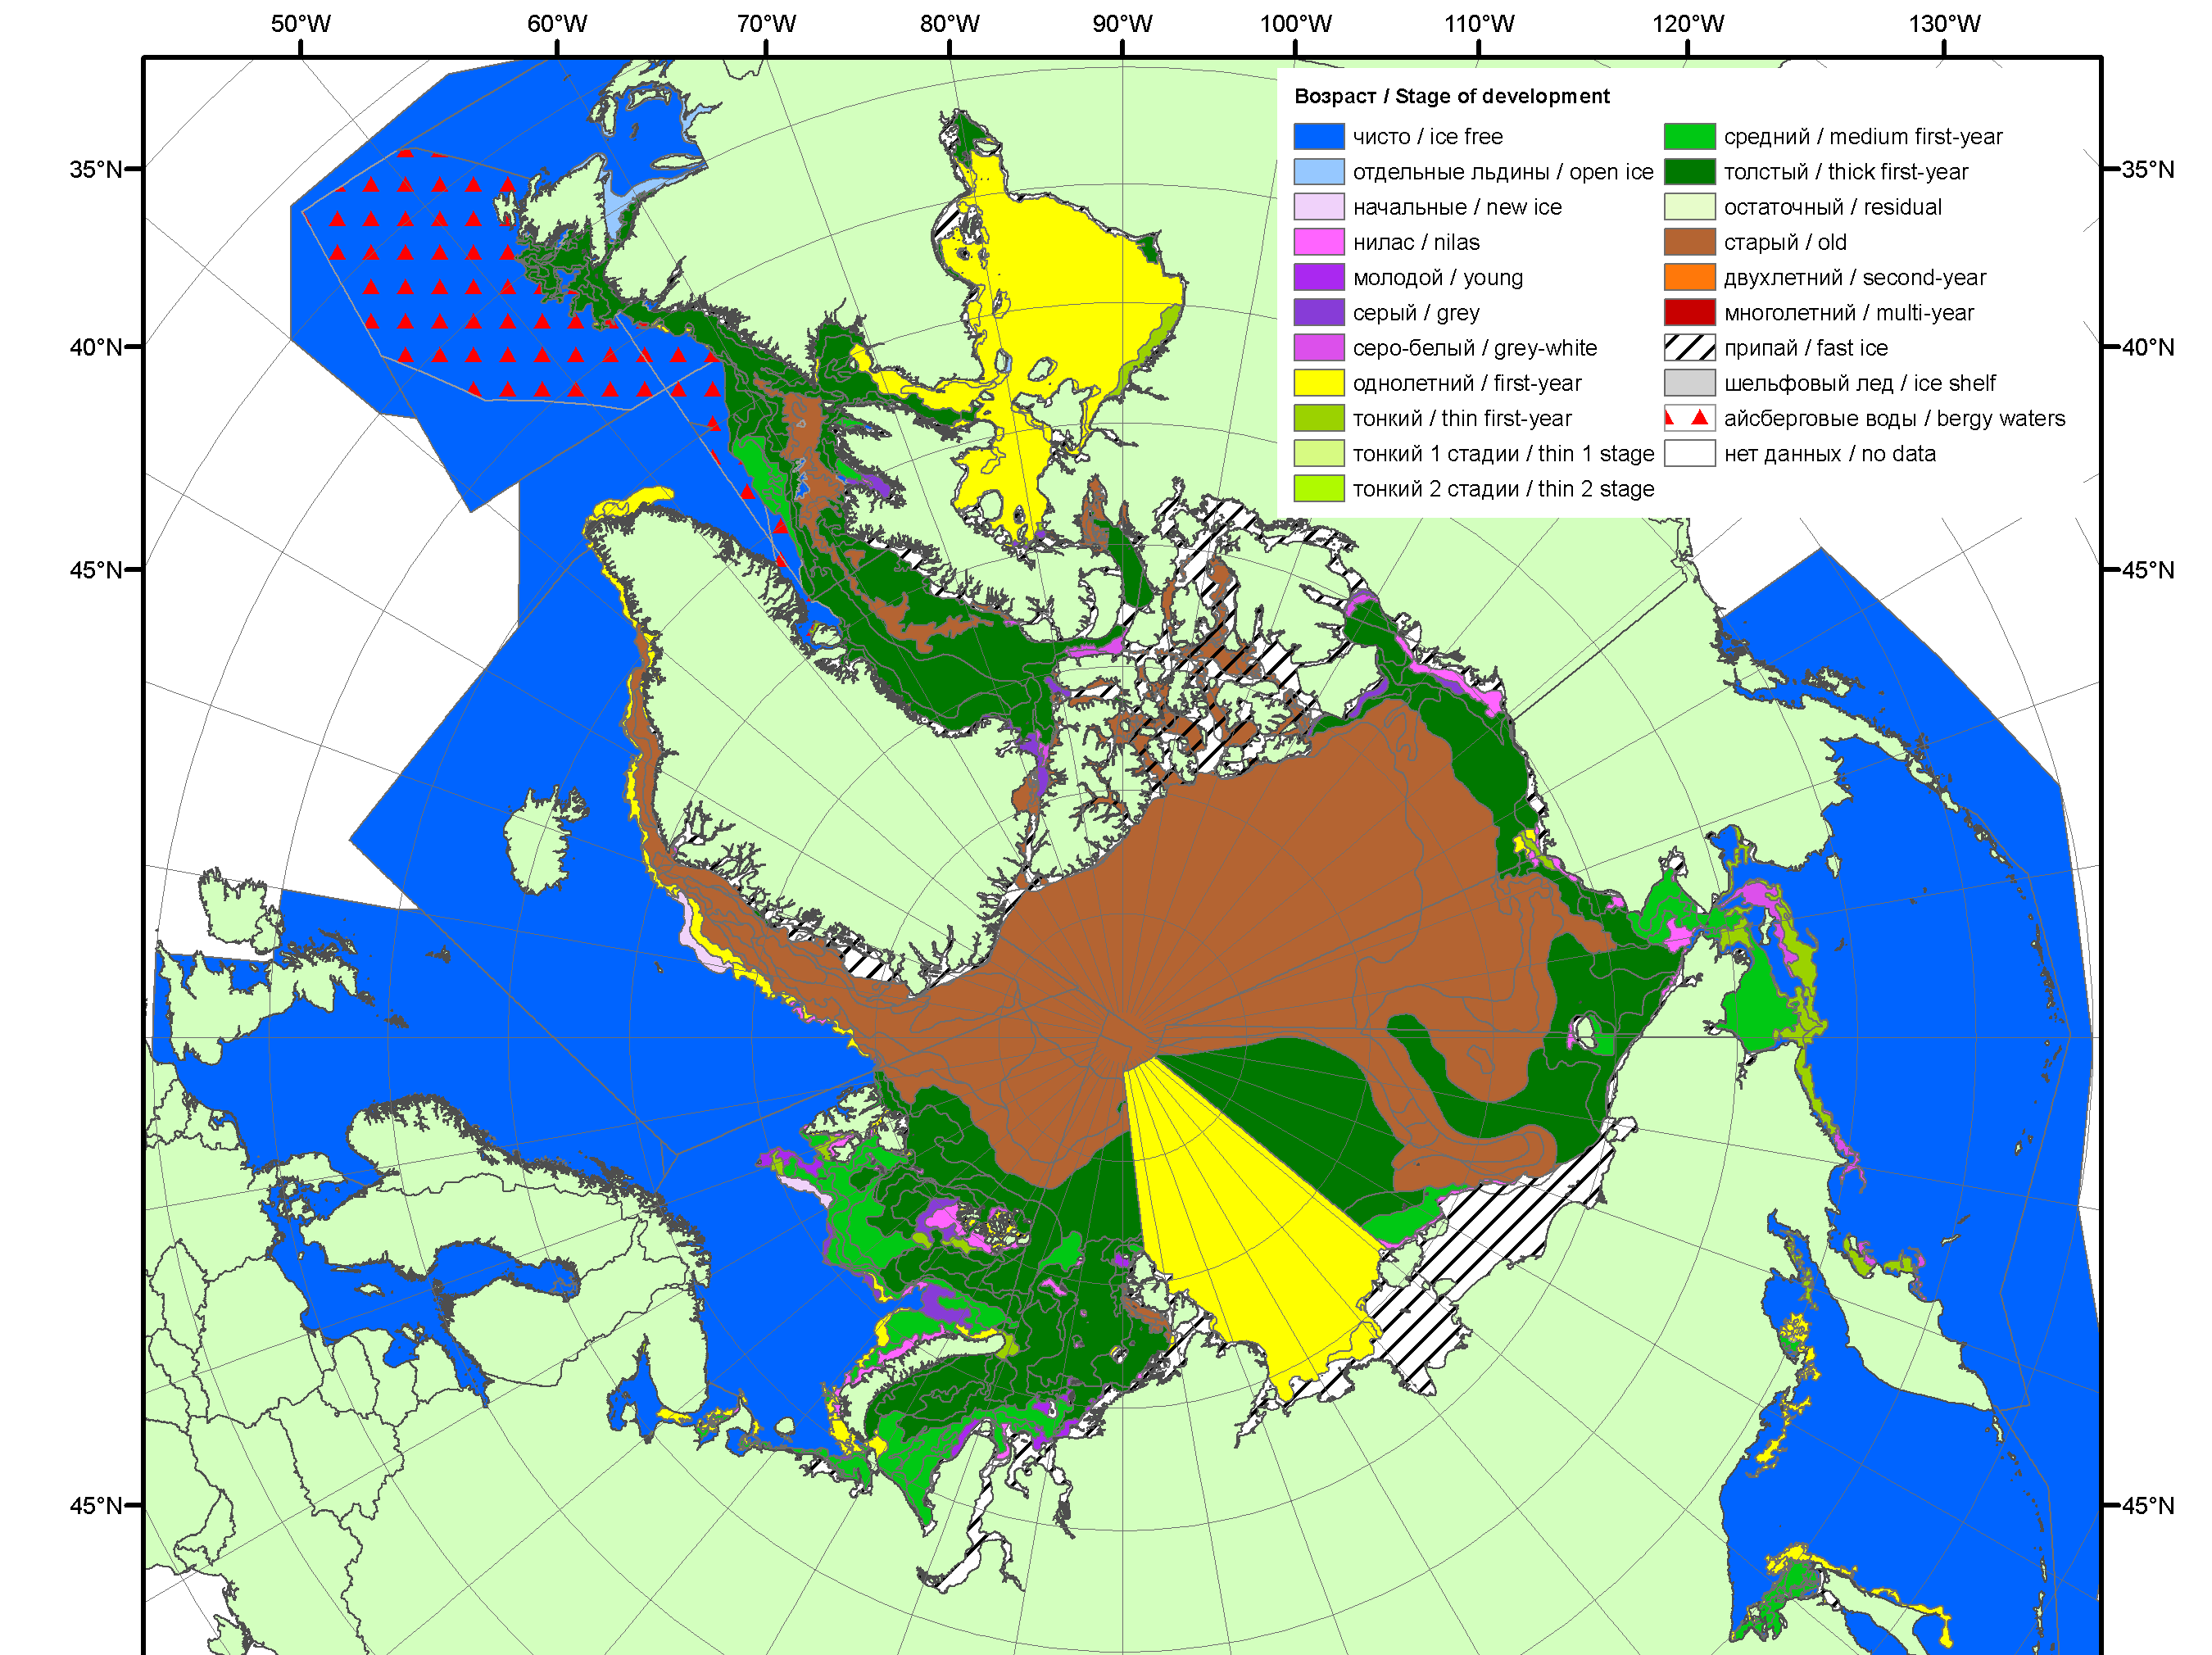 50°W 60°W 70°W 80°W 90°W 100°W 110°W 120°W 130°W
Возраст / Stage of development
чисто / ice free
отдельные льдины / open ice
начальные / new ice
нилас / nilas
молодой / young
серый / grey
серо-белый / grey-white
однолетний / first-year
тонкий / thin first-year
тонкий 1 стадии / thin 1 stage
тонкий 2 стадии / thin 2 stage
средний / medium first-year
толстый / thick first-year
остаточный / residual
старый / old
двухлетний / second-year
многолетний / multi-year
припай / fast ice
шельфовый лед / ice shelf
айсберговые воды / bergy waters
нет данных / no data
35°N 35°N
40°N 40°N
45°N 45°N
45°N 45°N